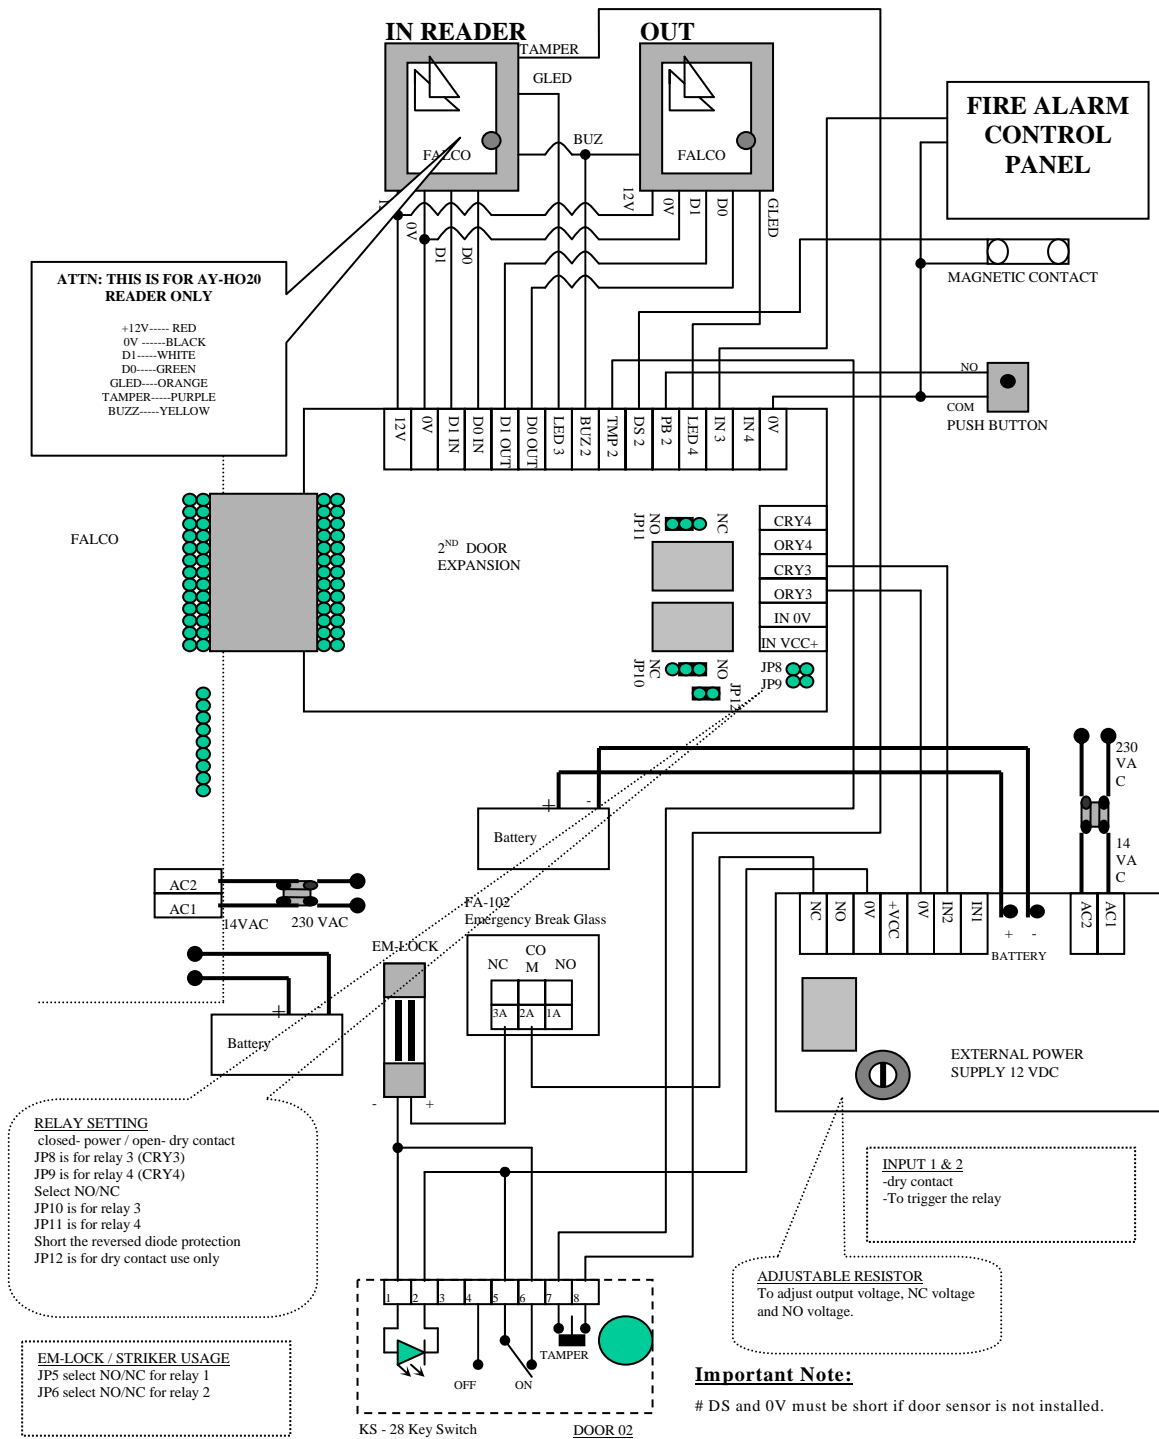 IN READER
OUT
TAMPER
GLED
FIRE ALARM
CONTROL
PANEL
BUZ
FALCO
FALCO
12V
0V
D1
D0
GLED
0V
D1
D0
MAGNETIC CONTACT
ATTN: THIS IS FOR AY-HO20
READER ONLY
+12V----- RED
0V ------BLACK
D1-----WHITE
D0-----GREEN
GLED----ORANGE
TAMPER-----PURPLE
BUZZ-----YELLOW
NO
COM
PUSH BUTTON
12V
0V
D1 IN
D0 IN
D1 OUT
D0 OUT
LED 3
BUZ 2
TMP 2
DS 2
PB 2
LED 4
IN 3
IN 4
0V
FALCO
2ND DOOR
EXPANSION
JP11
NO
NC
CRY4
ORY4
CRY3
ORY3
IN 0V
IN VCC+
JP10
NC
NO
JP12
JP8
JP9
230
VA
C
14
VA
C
+ -
Battery
AC2
AC1
14VAC
230 VAC
FA-102
Emergency Break Glass
EM-LOCK
NC
CO
M
NO
3A
2A
1A
NC
NO
0V
+VCC
0V
IN2
IN1
+ -
BATTERY
AC2
AC1
+ -
Battery
EXTERNAL POWER
SUPPLY 12 VDC
- +
RELAY SETTING
closed- power / open- dry contact
JP8 is for relay 3 (CRY3)
JP9 is for relay 4 (CRY4)
Select NO/NC
JP10 is for relay 3
JP11 is for relay 4
Short the reversed diode protection
JP12 is for dry contact use only
INPUT 1 & 2
-dry contact
-To trigger the relay
ADJUSTABLE RESISTOR
To adjust output voltage, NC voltage
and NO voltage.
1 2 3 4 5 6 7 8
TAMPER
OFF
ON
EM-LOCK / STRIKER USAGE
JP5 select NO/NC for relay 1
JP6 select NO/NC for relay 2
KS - 28 Key Switch
DOOR 02
Important Note:
# DS and 0V must be short if door sensor is not installed.